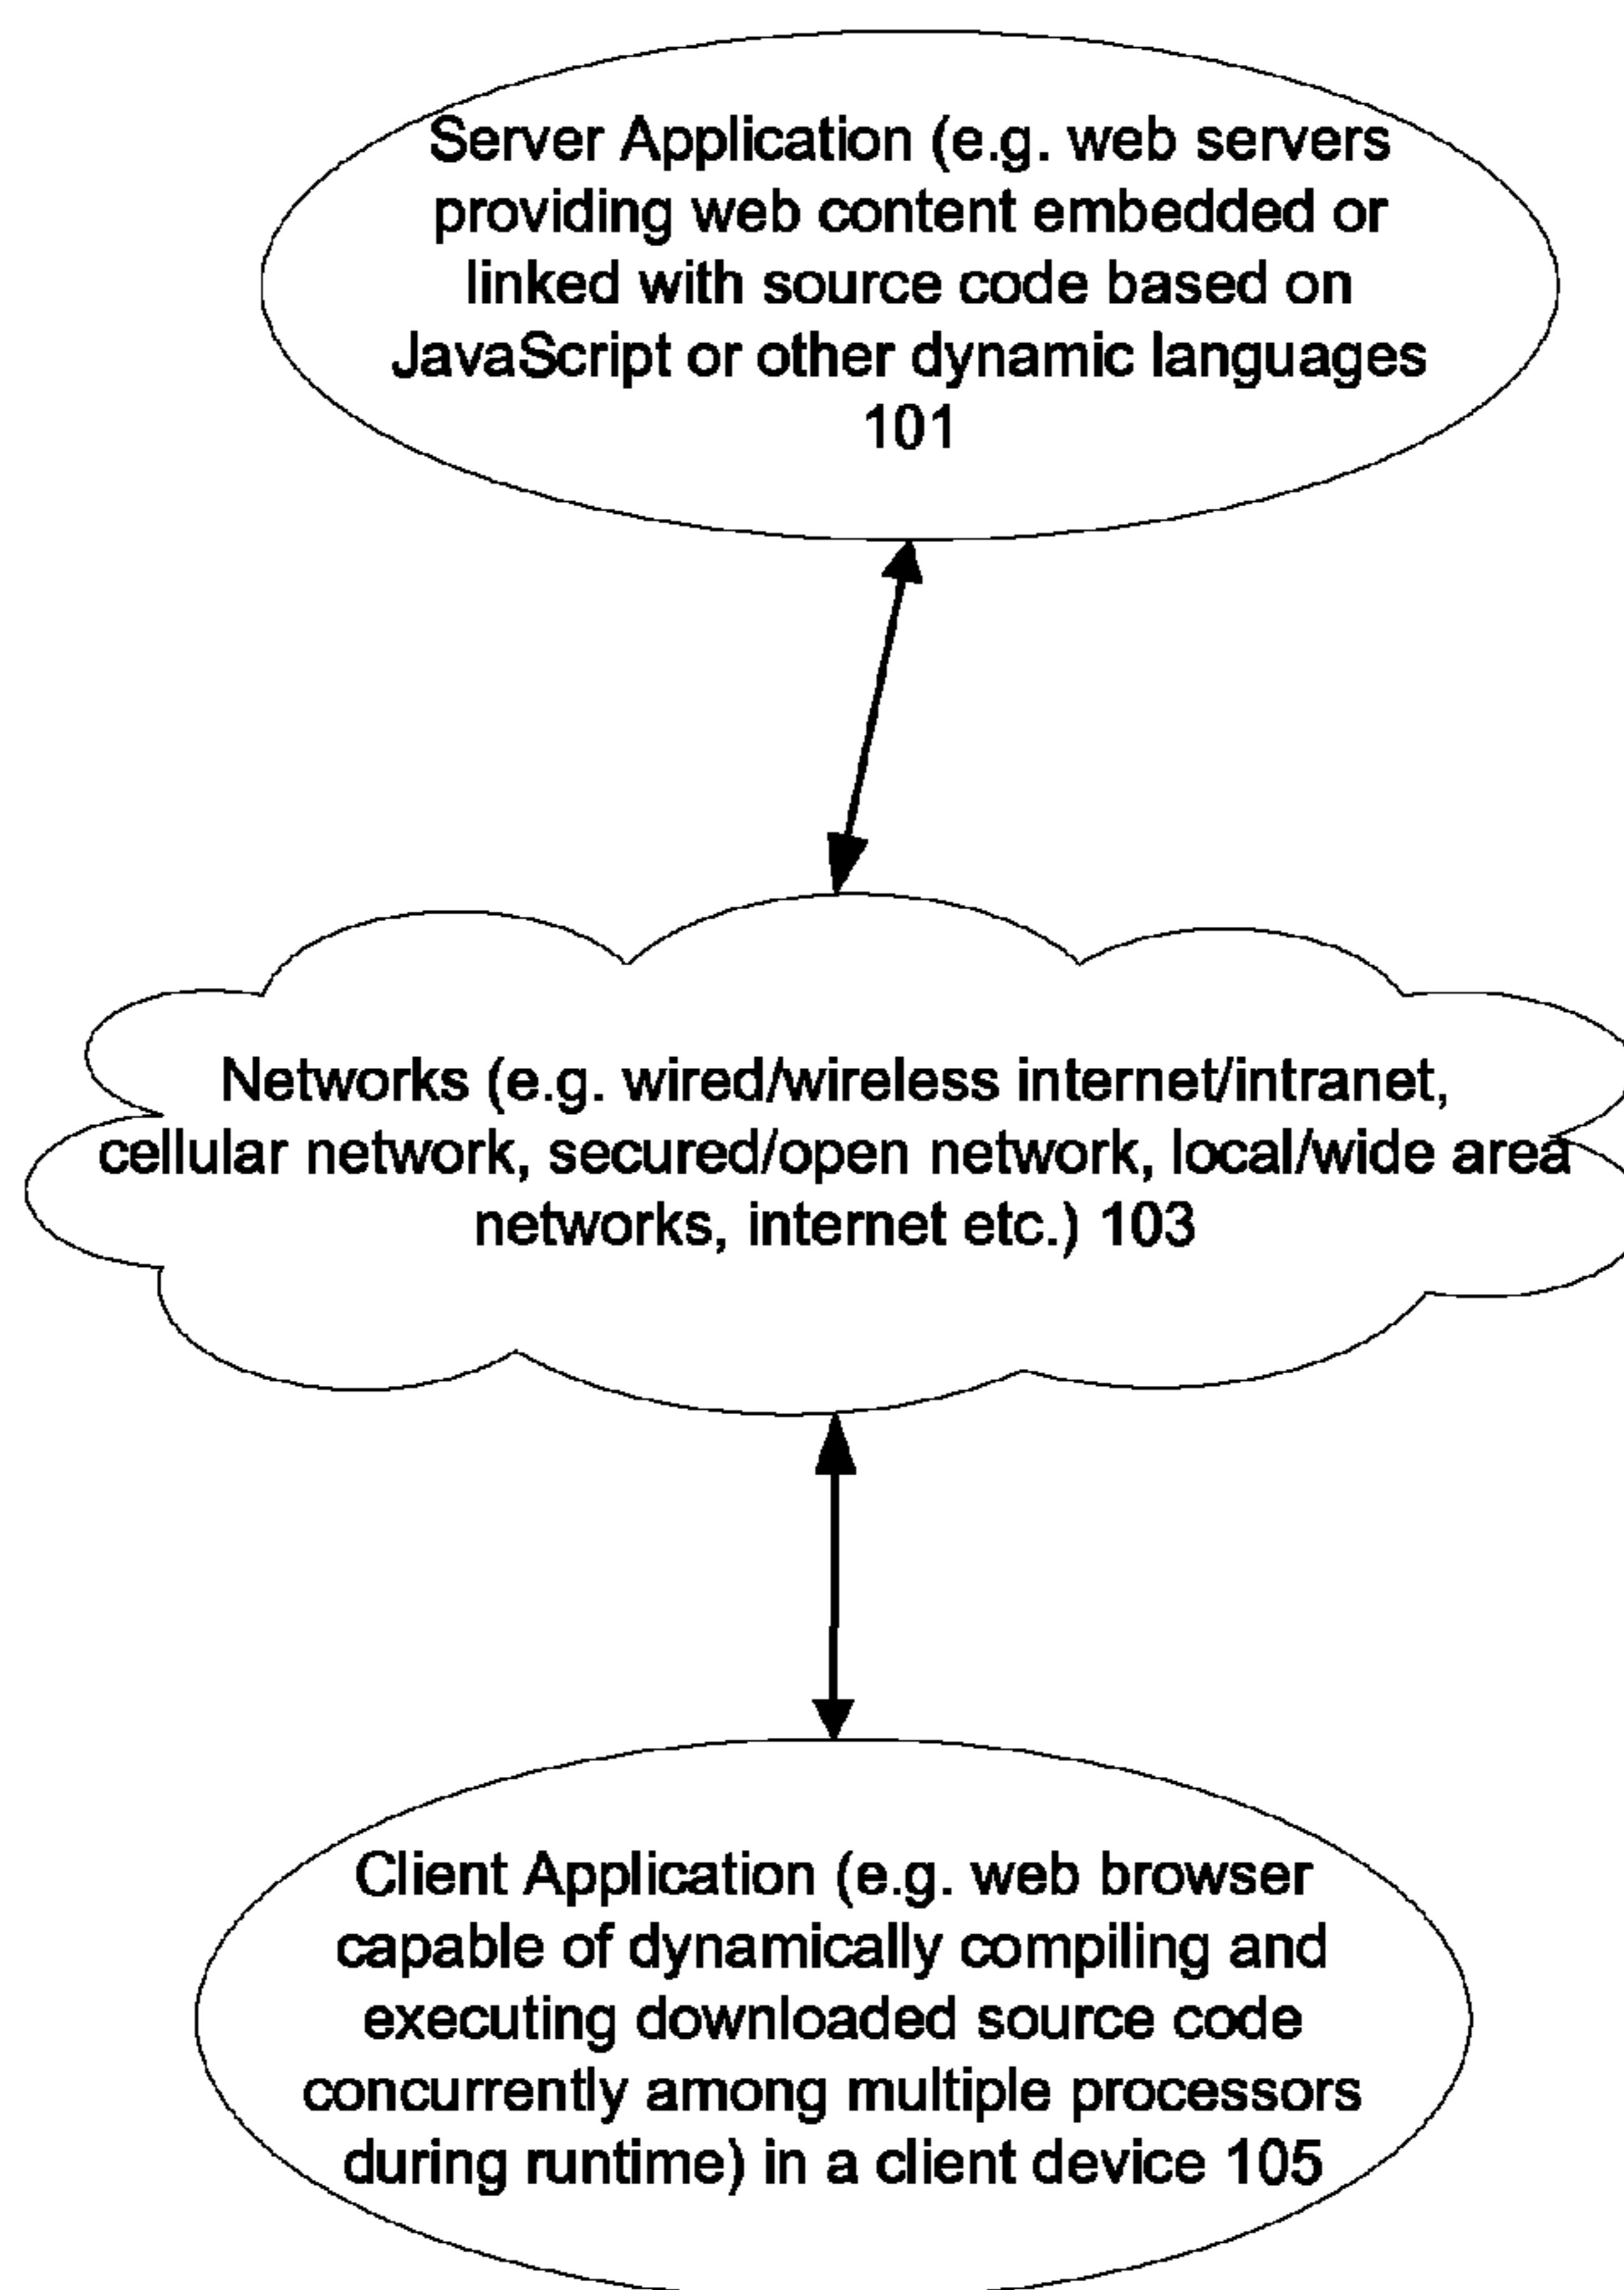 Server Application (e.g. web servers
providing web content embedded or
linked with source code based on
JavaScript or other dynamic languages
101
Networks (e.g. wired/wireless internet/intranet,
cellular network, secured/open network, local/wide area
networks, internet etc.) 103
Client Application (e.g. web browser
capable of dynamically compiling and
executing downloaded source code
concurrently among multiple processors
during runtime) in a client device 105